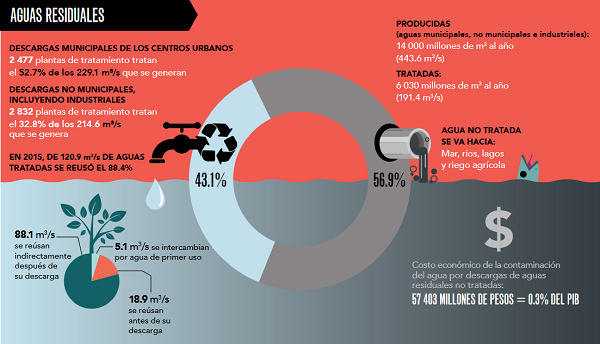 AGUAS RESIDUALES
DESCARGAS MUNICIPALES DE LOS CENTROS URBANOS
2 477 plantas de tratamiento tratan
el 52.7% de los 229.1 m³/s que se generan
DESCARGAS NO MUNICIPALES,
INCLUYENDO INDUSTRIALES
2 832 plantas de tratamiento tratan
el 32.8% de los 214.6 m³/s
que se genera
EN 2015, DE 120.9 m³/s DE AGUAS
TRATADAS SE REUSÓ EL 88.4%
PRODUCIDAS
(aguas municipales, no municipales e industriales):
14 000 millones de m³ al año
(443.6 m³/s)
TRATADAS:
6 030 millones de m³ al año
(191.4 m³/s)
AGUA NO TRATADA
SE VA HACIA:
Mar, ríos, lagos
y riego agrícola
43.1%
56.9%
88.1 m³/s
se reúsan
indirectamente
después de
su descarga
5.1 m³/s se intercambian
por agua de primer uso
18.9 m³/s
se reúsan
antes de su
descarga
$
Costo económico de la contaminación
del agua por descargas de aguas
residuales no tratadas:
57 403 MILLONES DE PESOS = 0.3% DEL PIB